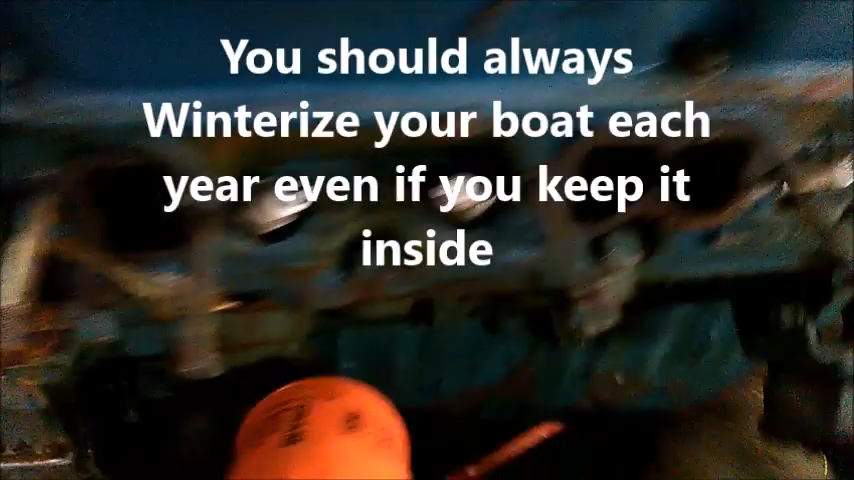 You should always
Winterize your boat each
year even if you keep it
inside